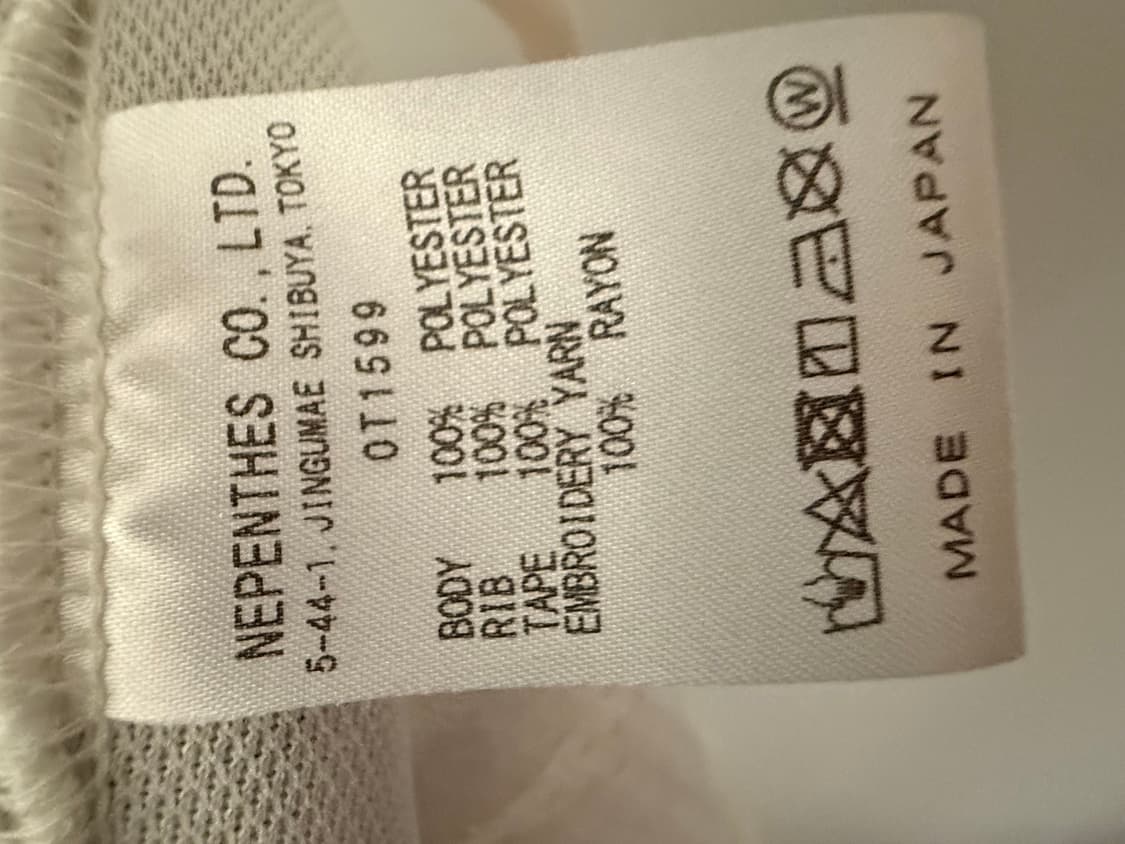 NEPENTHES CO., LTD.
5-44-1, JINGUMAE SHIBUYA, TOKYO
OT1599
BODY 100% POLYESTER
RIB 100% POLYESTER
TAPE 100% POLYESTER
EMBROIDERY YARN
100% RAYON
W
MADE IN JAPAN